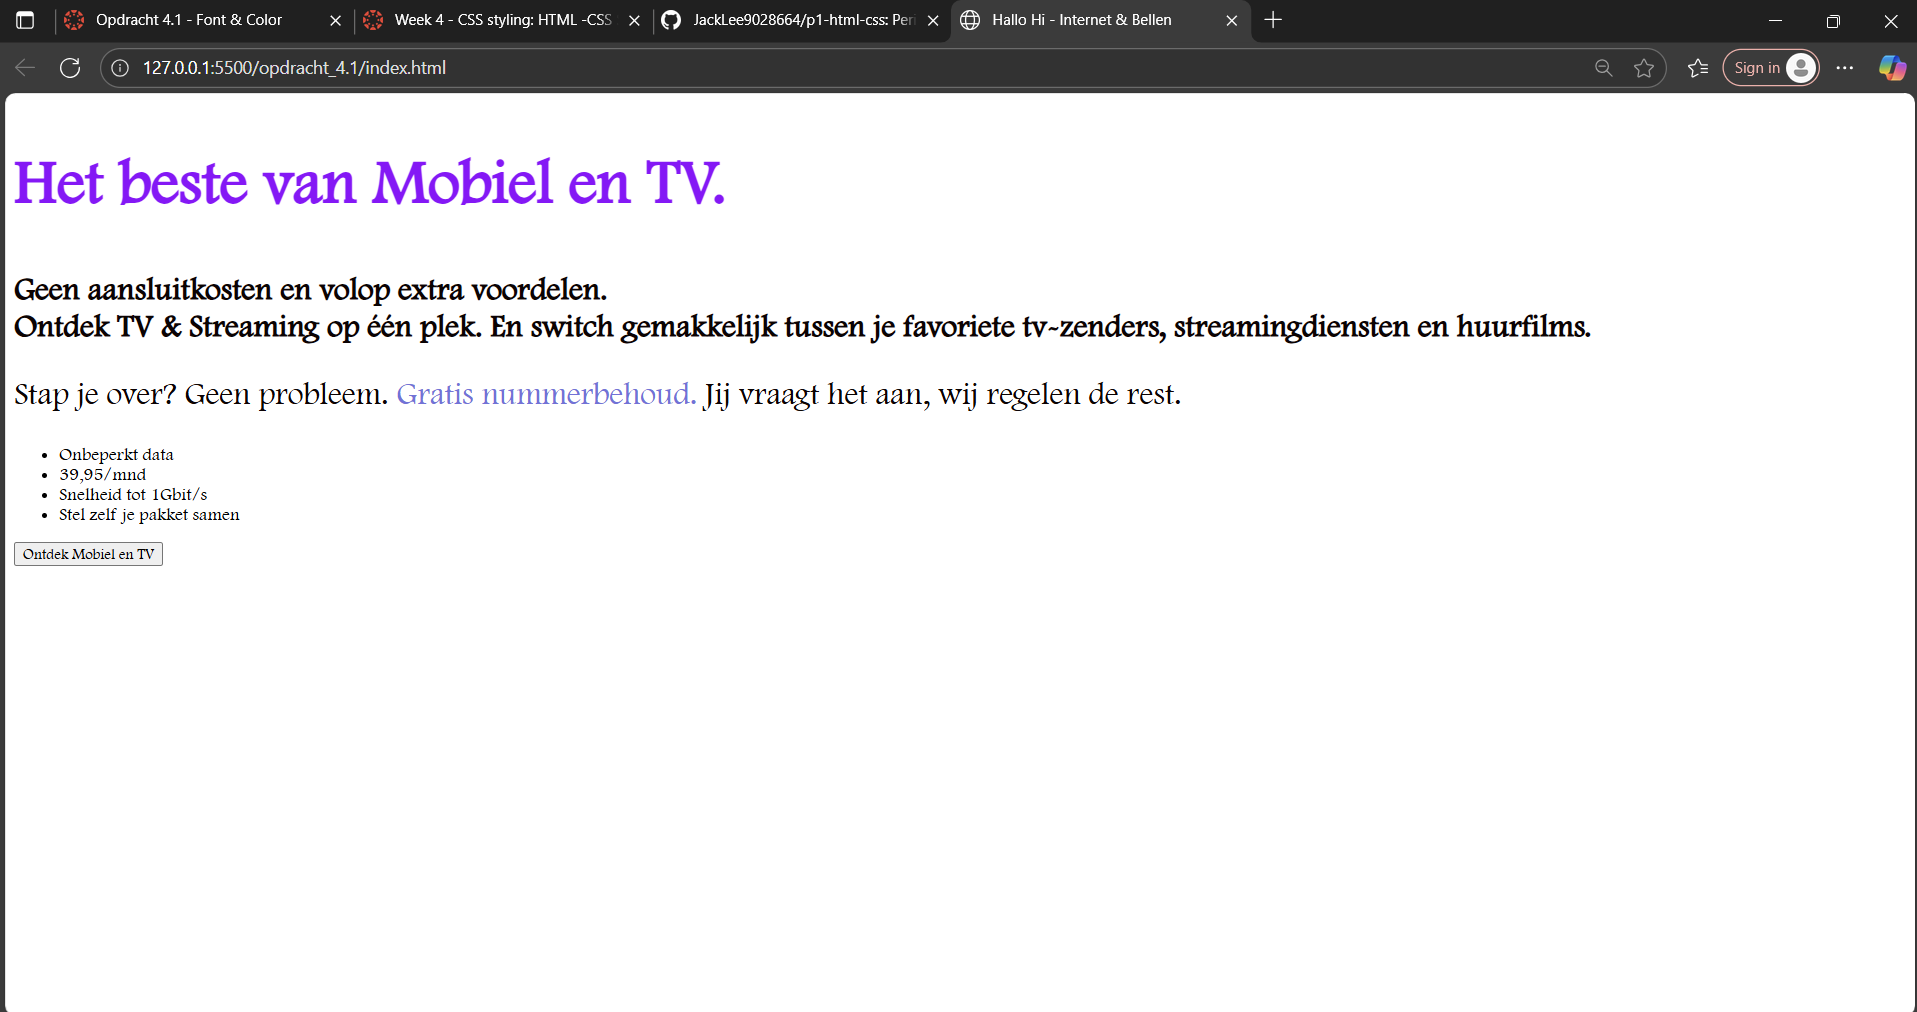 Opdracht 4.1 - Font & Color
Week 4 - CSS styling: HTML -CSS
JackLee9028664/p1-html-css: Peri
Hallo Hi - Internet & Bellen
127.0.0.1:5500/opdracht_4.1/index.html
Sign in
Het beste van Mobiel en TV.
Geen aansluitkosten en volop extra voordelen.
Ontdek TV & Streaming op één plek. En switch gemakkelijk tussen je favoriete tv-zenders, streamingdiensten en huurfilms.
Stap je over? Geen probleem. Gratis nummerbehoud. Jij vraagt het aan, wij regelen de rest.
• Onbeperkt data
• 39,95/mnd
• Snelheid tot 1Gbit/s
• Stel zelf je pakket samen
Ontdek Mobiel en TV